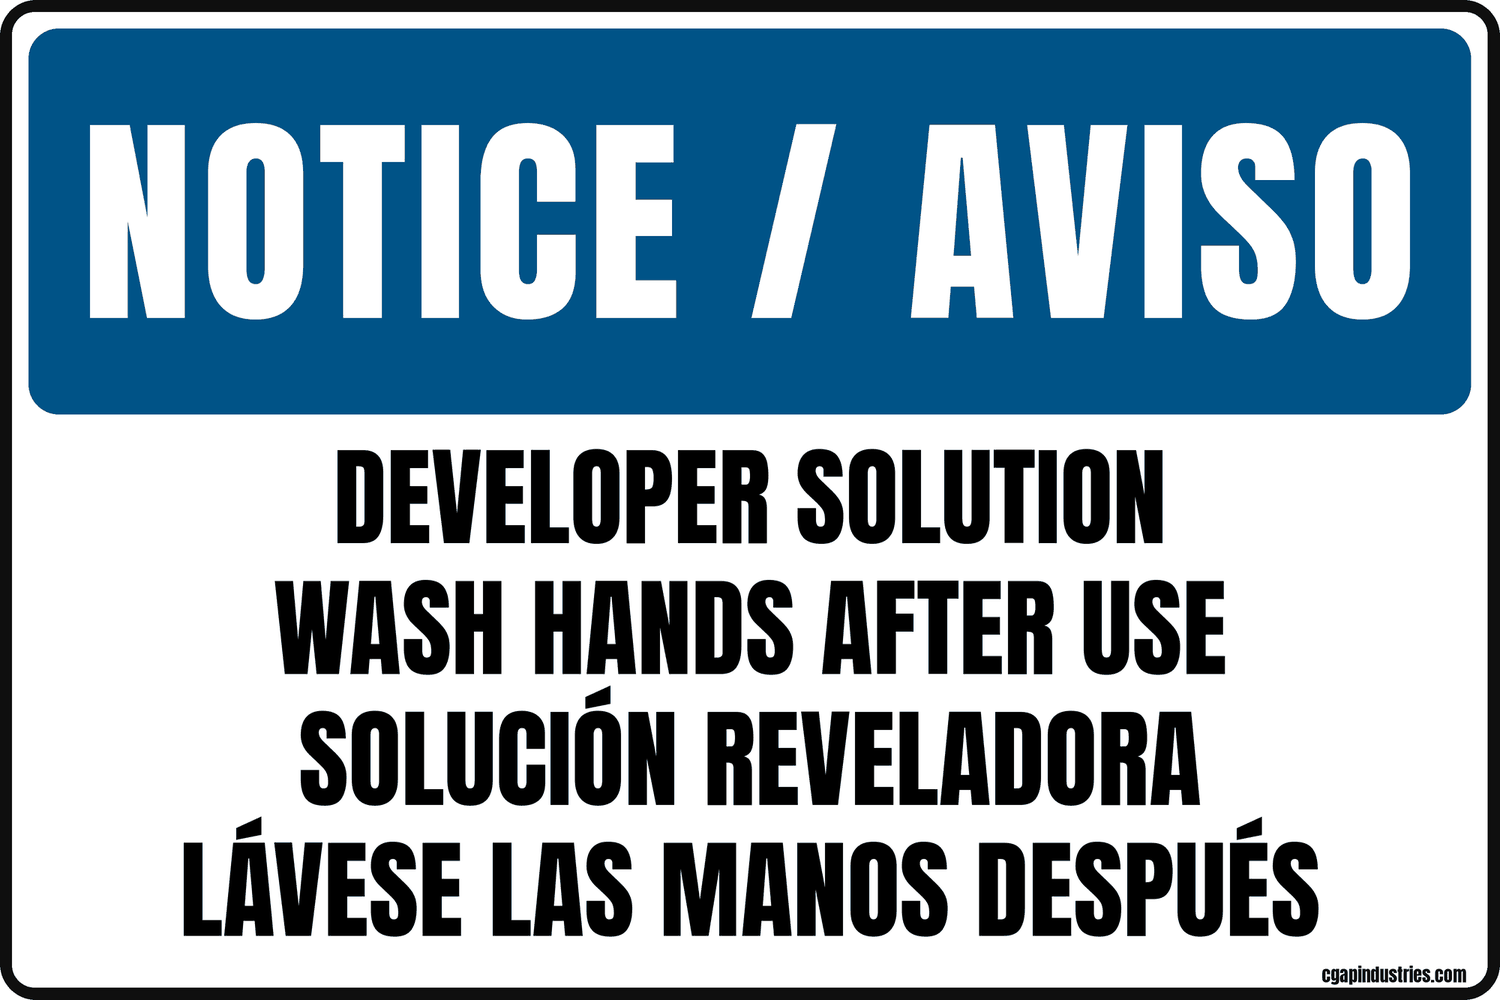 NOTICE / AVISO
DEVELOPER SOLUTION
WASH HANDS AFTER USE
SOLUCIÓN REVELADORA
LÁVESE LAS MANOS DESPUÉS
cgapindustries.com